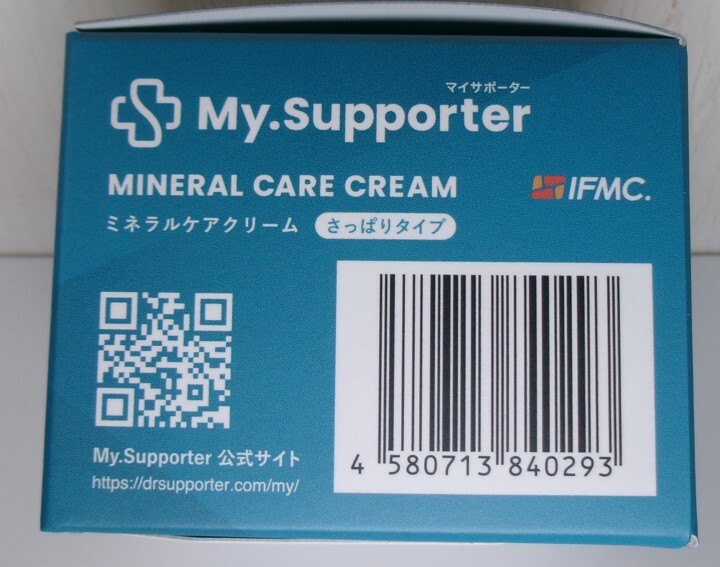 マイサポーター
My.Supporter
MINERAL CARE CREAM
IFMC.
ミネラルケアクリーム さっぱりタイプ
My.Supporter 公式サイト
https://drsupporter.com/my/
4 580713 840293